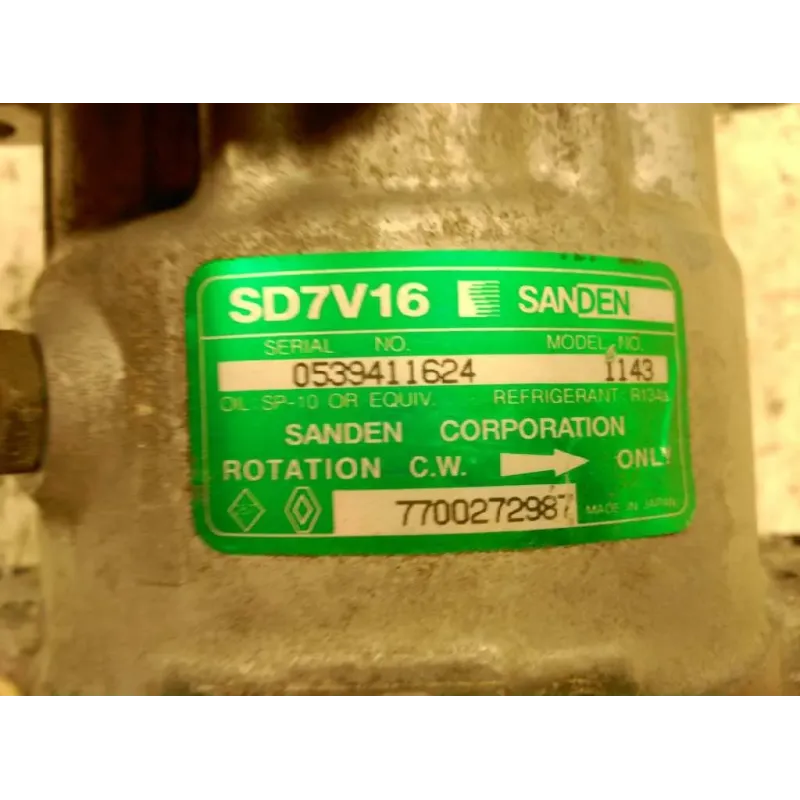 SD7V16 SANDEN
SERIAL NO. MODEL NO.
0539411624 1143
OIL: SP-10 OR EQUIV. REFRIGERANT: R134a
SANDEN CORPORATION
ROTATION C.W. ONLY
7700272987 MADE IN JAPAN